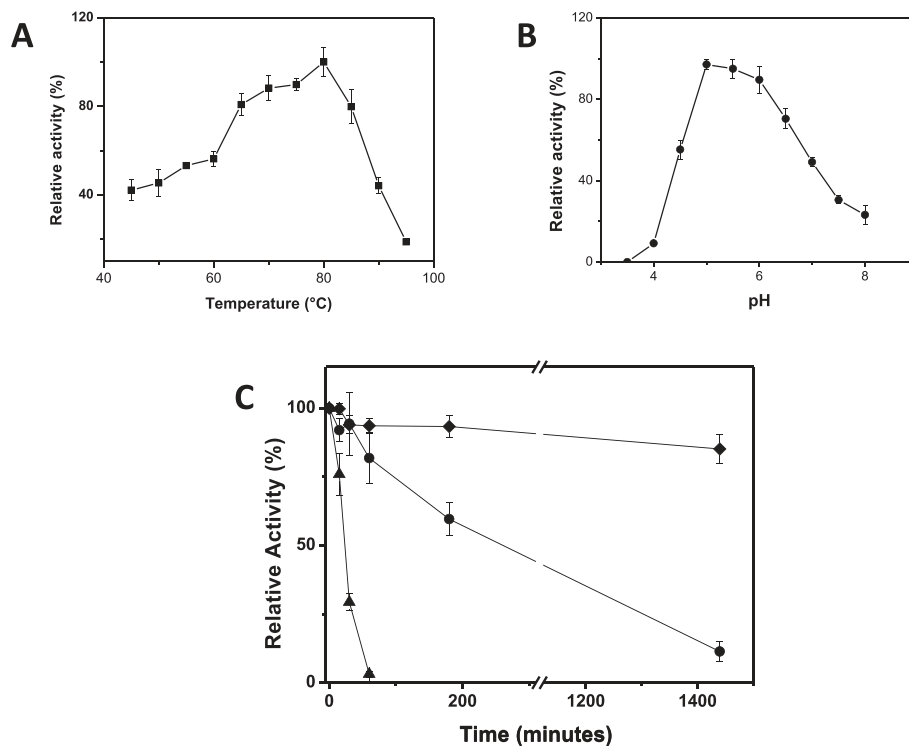 A
Relative activity (%)
120
80
40
40 60 80 100
Temperature (°C)
B
Relative activity (%)
120
80
40
0
4 6 8
pH
C
Relative Activity (%)
100
50
0
0 200 1200 1400
Time (minutes)